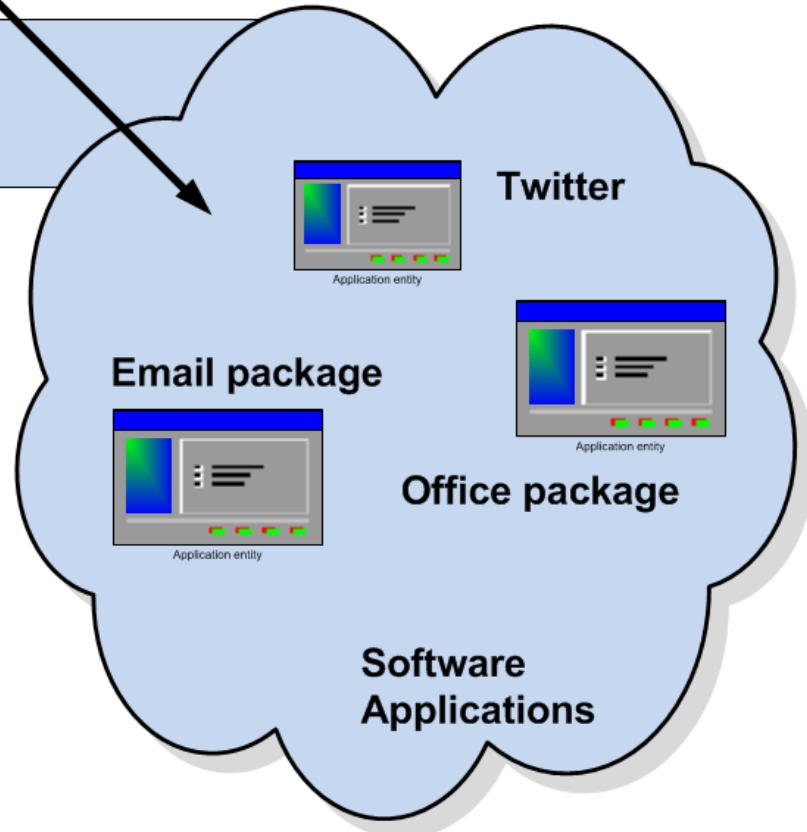 Twitter
Application entity
Email package
Application entity
Office package
Application entity
Software
Applications